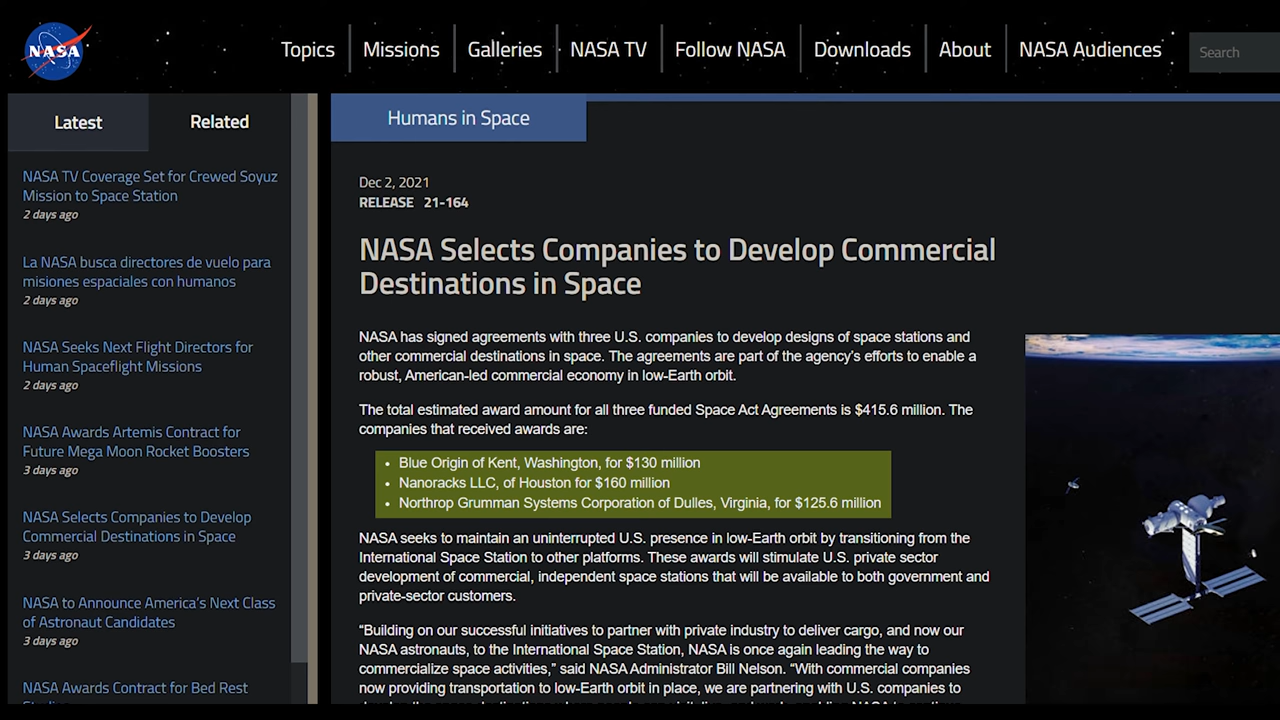 NASA
Topics
Missions
Galleries
NASA TV
Follow NASA
Downloads
About
NASA Audiences
Search
Latest
Related
NASA TV Coverage Set for Crewed Soyuz
Mission to Space Station
2 days ago
La NASA busca directores de vuelo para
misiones espaciales con humanos
2 days ago
NASA Seeks Next Flight Directors for
Human Spaceflight Missions
2 days ago
NASA Awards Artemis Contract for
Future Mega Moon Rocket Boosters
3 days ago
NASA Selects Companies to Develop
Commercial Destinations in Space
3 days ago
NASA to Announce America's Next Class
of Astronaut Candidates
3 days ago
NASA Awards Contract for Bed Rest
Humans in Space
Dec 2, 2021
RELEASE 21-164
NASA Selects Companies to Develop Commercial
Destinations in Space
NASA has signed agreements with three U.S. companies to develop designs of space stations and
other commercial destinations in space. The agreements are part of the agency's efforts to enable a
robust, American-led commercial economy in low-Earth orbit.
The total estimated award amount for all three funded Space Act Agreements is $415.6 million. The
companies that received awards are:
• Blue Origin of Kent, Washington, for $130 million
• Nanoracks LLC, of Houston for $160 million
• Northrop Grumman Systems Corporation of Dulles, Virginia, for $125.6 million
NASA seeks to maintain an uninterrupted U.S. presence in low-Earth orbit by transitioning from the
International Space Station to other platforms. These awards will stimulate U.S. private sector
development of commercial, independent space stations that will be available to both government and
private-sector customers.
“Building on our successful initiatives to partner with private industry to deliver cargo, and now our
NASA astronauts, to the International Space Station, NASA is once again leading the way to
commercialize space activities,” said NASA Administrator Bill Nelson. “With commercial companies
now providing transportation to low-Earth orbit in place, we are partnering with U.S. companies to